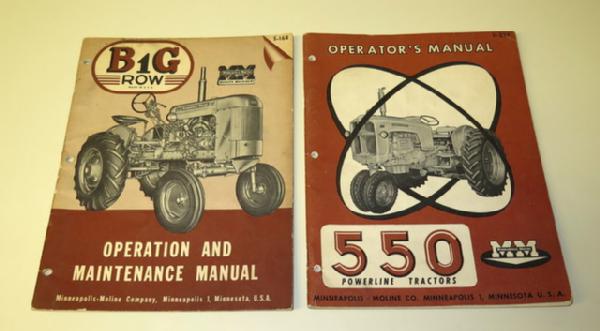 S-168
B1G
ROW
MM
OPERATION AND
MAINTENANCE MANUAL
Minneapolis-Moline Company, Minneapolis 1, Minnesota, U.S.A.
OPERATOR'S MANUAL
550
POWERLINE TRACTORS
MM
MINNEAPOLIS - MOLINE CO. MINNEAPOLIS 1, MINNESOTA U.S.A.